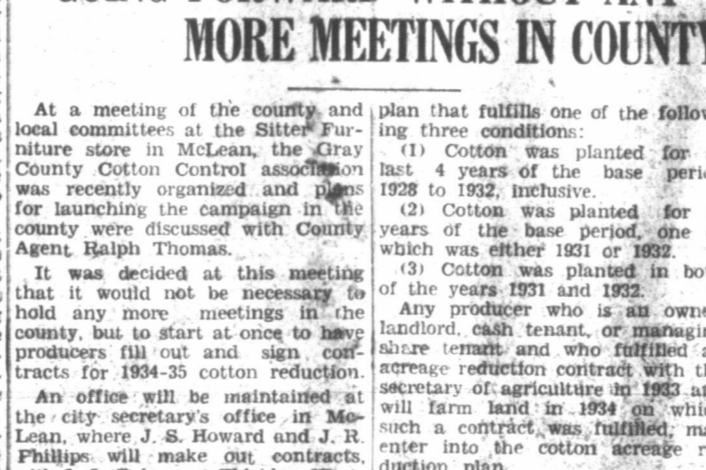 MORE MEETINGS IN COUNTY
At a meeting of the county and
local committees at the Sitter Fur-
niture store in McLean, the Gray
County Cotton Control association
was recently organized and plans
for launching the campaign in the
county were discussed with County
Agent Ralph Thomas.
It was decided at this meeting
that it would not be necessary to
hold any more meetings in the
county, but to start at once to have
producers fill out and sign con-
tracts for 1934-35 cotton reduction.
An office will be maintained at
the city secretary's office in Mc-
Lean, where J. S. Howard and J. R.
Phillips will make out contracts,
plan that fulfills one of the follow
ing three conditions:
(1) Cotton was planted for
last 4 years of the base peri
1928 to 1932, inclusive.
(2) Cotton was planted for
years of the base period, one
which was either 1931 or 1932.
(3) Cotton was planted in bo
of the years 1931 and 1932.
Any producer who is an owne
landlord, cash tenant, or managin
share tenant and who fulfilled a
acreage reduction contract with th
secretary of agriculture in 1933 an
will farm land in 1934 on whic
such a contract was fulfilled, ma
enter into the cotton acreage r
duction plan.